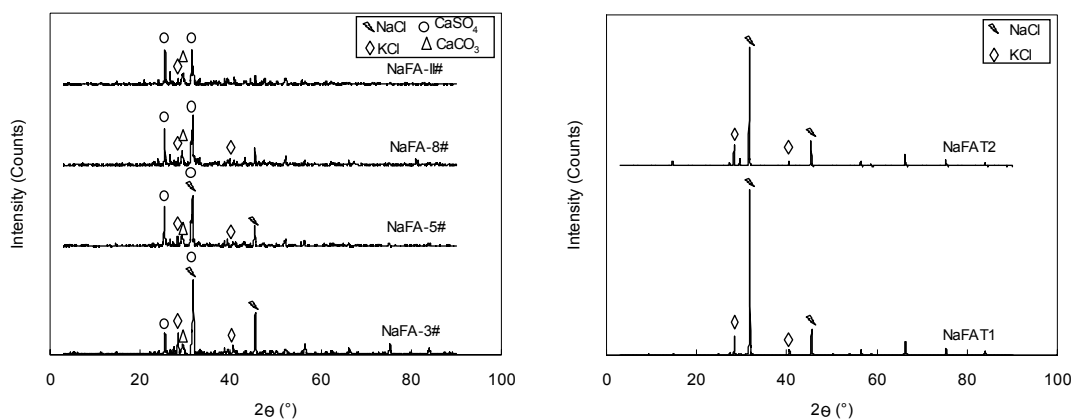 NaCl CaSO4
KCl CaCO3
NaFA-II#
NaFA-8#
NaFA-5#
NaFA-3#
Intensity (Counts)
0 20 40 60 80 100
2θ (°)
NaCl
KCl
NaFAT2
NaFAT1
Intensity (Counts)
0 20 40 60 80 100
2θ (°)